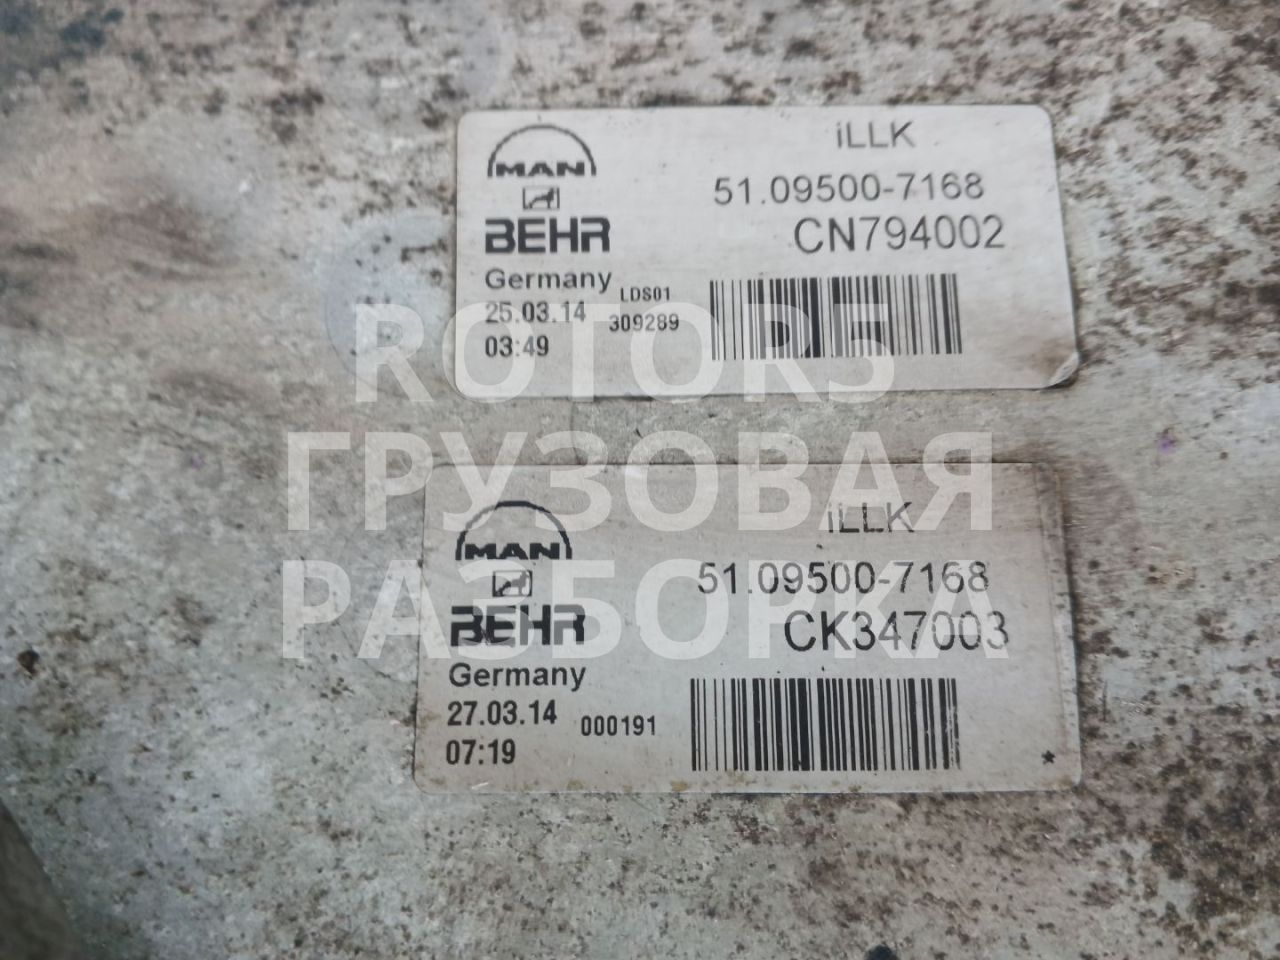 MAN
BEHR
Germany
25.03.14
03:49
LDS01
309289
iLLK
51.09500-7168
CN794002
ROTOR5
ГРУЗОВАЯ
РАЗБОРКА
MAN
BEHR
Germany
27.03.14
07:19
000191
iLLK
51.09500-7168
CK347003
*